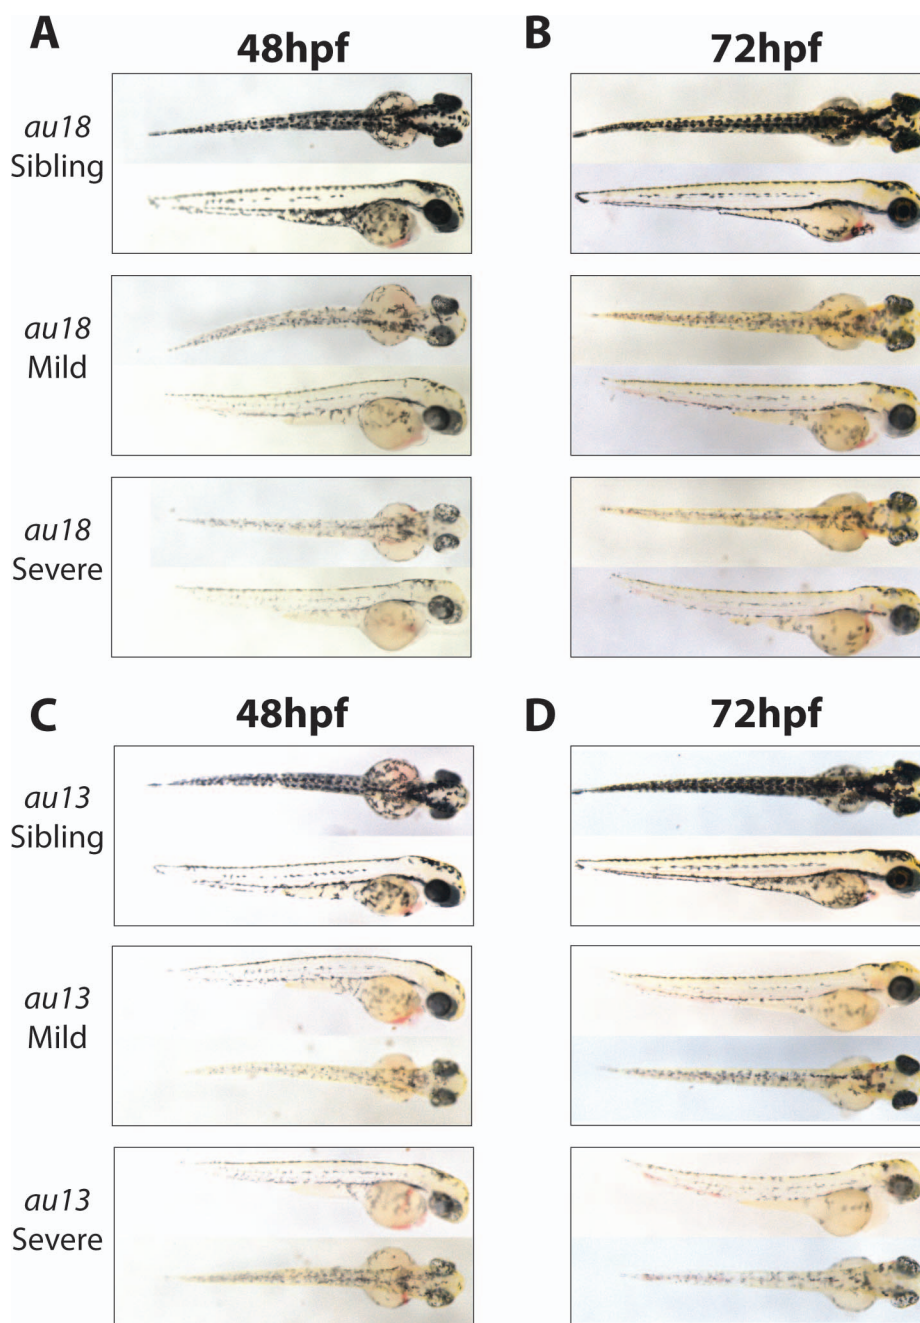 A
48hpf
B
72hpf
au18
Sibling
au18
Mild
au18
Severe
C
48hpf
D
72hpf
au13
Sibling
au13
Mild
au13
Severe